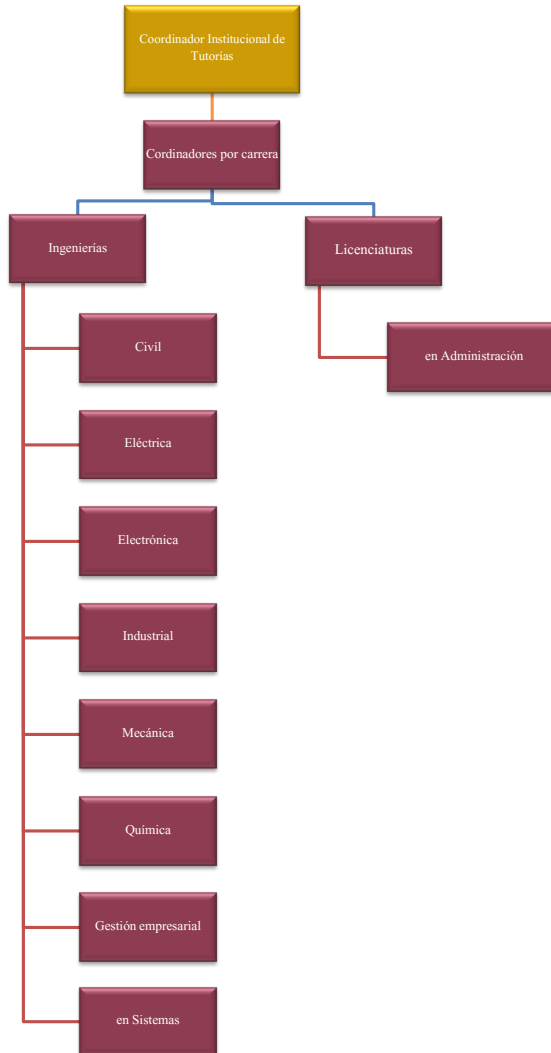 Coordinador Institucional de
Tutorías
Cordinadores por carrera
Ingenierías
Licenciaturas
Civil
en Administración
Eléctrica
Electrónica
Industrial
Mecánica
Química
Gestión empresarial
en Sistemas